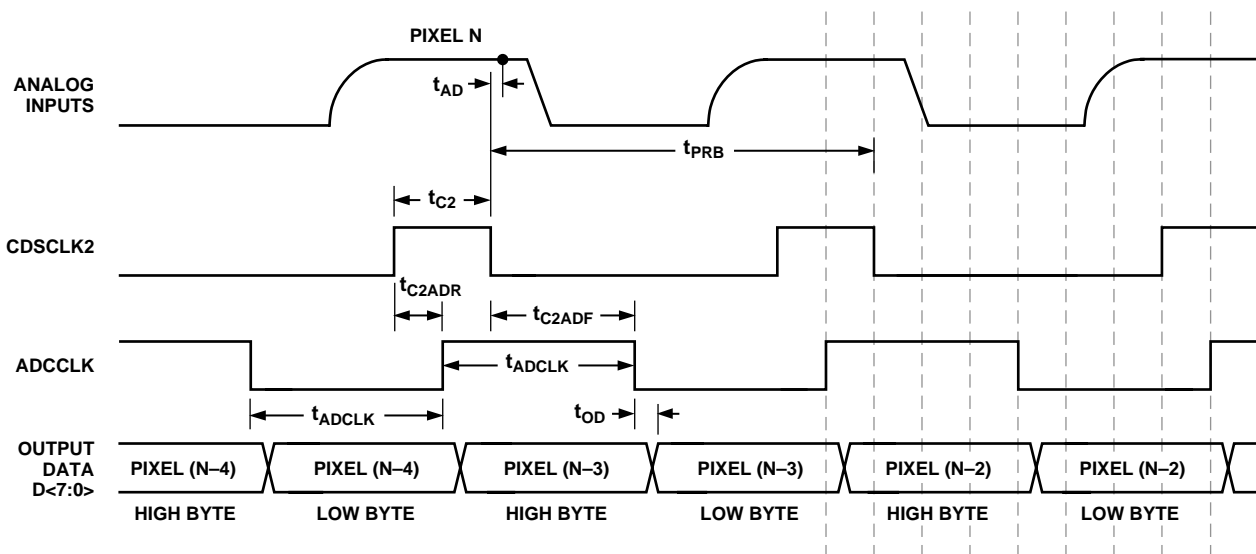 PIXEL N
ANALOG
INPUTS
tAD
tPRB
tC2
CDSCLK2
tC2ADR
tC2ADF
ADCCLK
tADCLK
tADCLK
tOD
OUTPUT
DATA
D<7:0>
PIXEL (N–4)
PIXEL (N–4)
PIXEL (N–3)
PIXEL (N–3)
PIXEL (N–2)
PIXEL (N–2)
HIGH BYTE
LOW BYTE
HIGH BYTE
LOW BYTE
HIGH BYTE
LOW BYTE